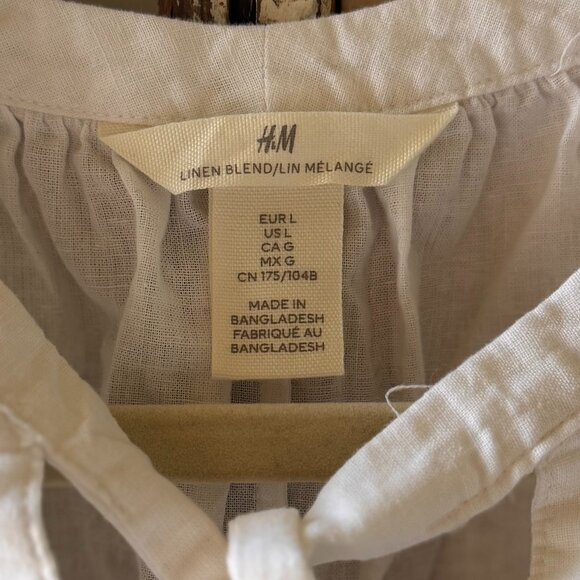 H&M
LINEN BLEND/LIN MÉLANGÉ
EUR L
US L
CA G
MX G
CN 175/104B
MADE IN
BANGLADESH
FABRIQUÉ AU
BANGLADESH